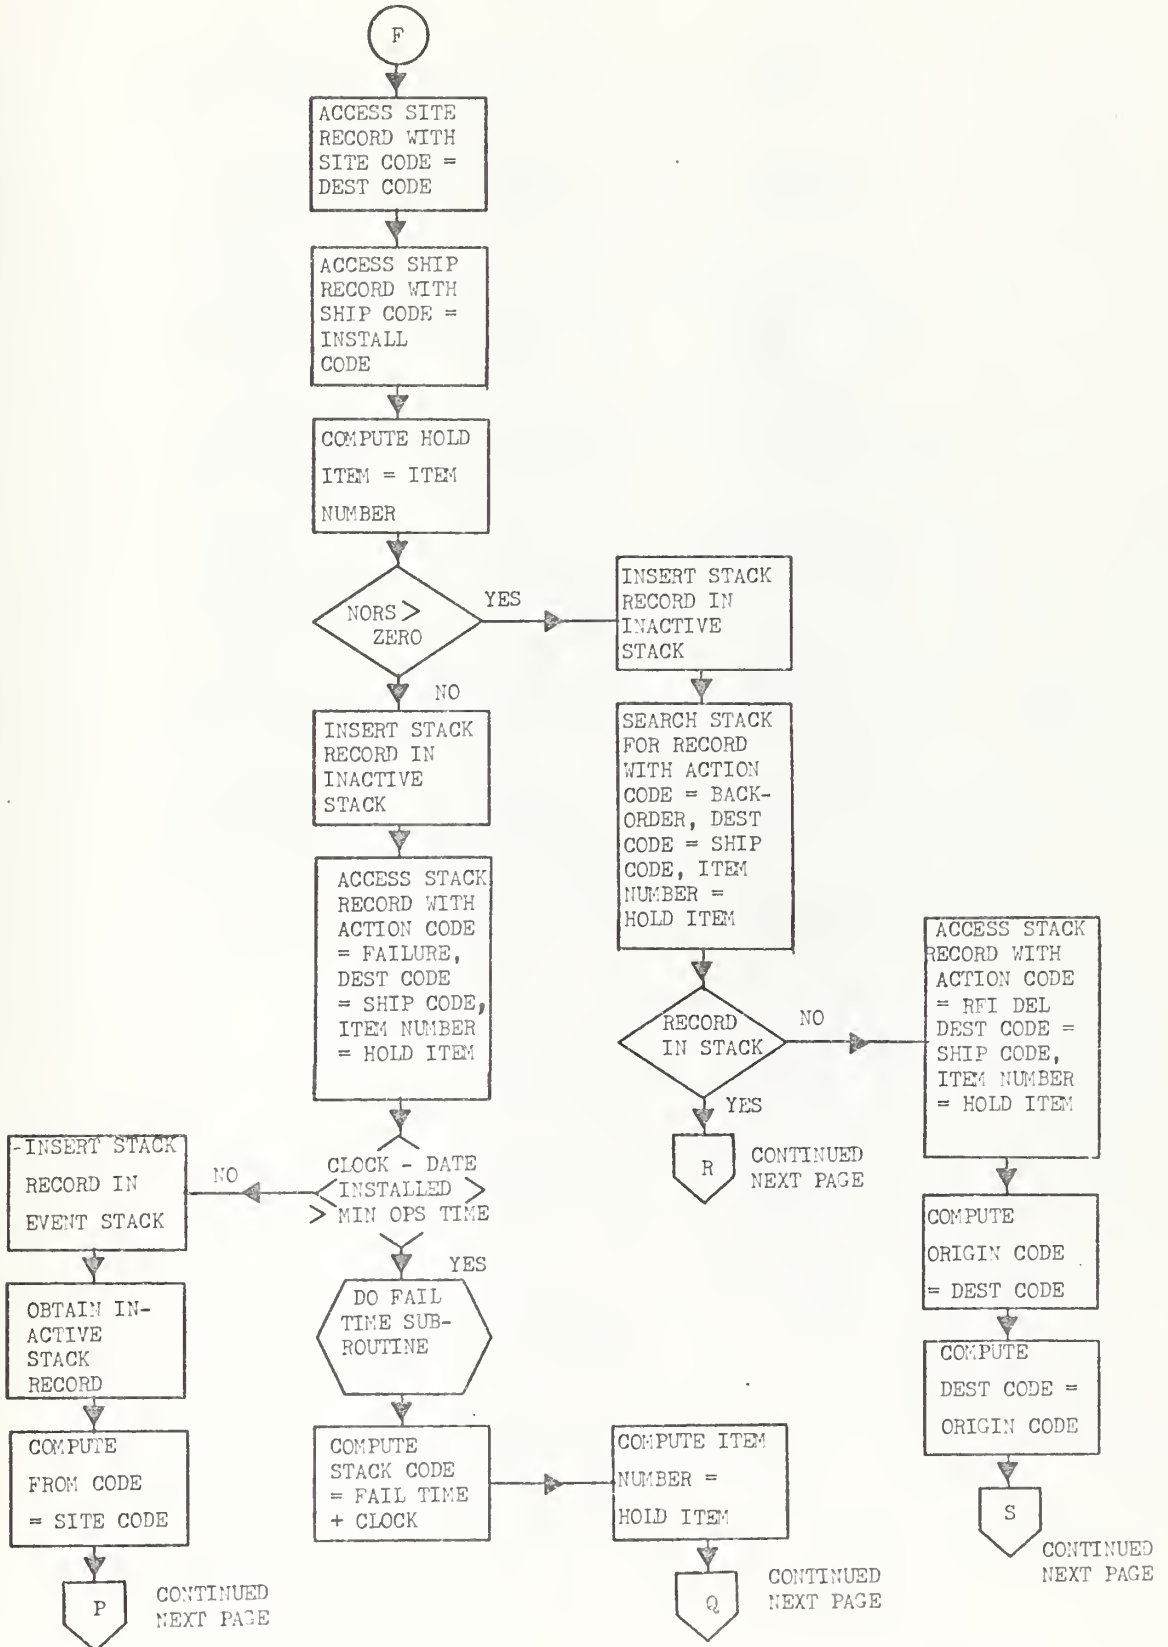 F
ACCESS SITE
RECORD WITH
SITE CODE =
DEST CODE
ACCESS SHIP
RECORD WITH
SHIP CODE =
INSTALL
CODE
COMPUTE HOLD
ITEM = ITEM
NUMBER
NORS >
ZERO
YES
NO
INSERT STACK
RECORD IN
INACTIVE
STACK
SEARCH STACK
FOR RECORD
WITH ACTION
CODE = BACK-
ORDER, DEST
CODE = SHIP
CODE, ITEM
NUMBER =
HOLD ITEM
INSERT STACK
RECORD IN
INACTIVE
STACK
ACCESS STACK
RECORD WITH
ACTION CODE
= FAILURE,
DEST CODE
= SHIP CODE,
ITEM NUMBER
= HOLD ITEM
RECORD
IN STACK
NO
YES
R
CONTINUED
NEXT PAGE
ACCESS STACK
RECORD WITH
ACTION CODE
= RFI DEL
DEST CODE =
SHIP CODE,
ITEM NUMBER
= HOLD ITEM
COMPUTE
ORIGIN CODE
= DEST CODE
COMPUTE
DEST CODE =
ORIGIN CODE
S
CONTINUED
NEXT PAGE
CLOCK - DATE
INSTALLED >
> MIN OPS TIME
NO
YES
-INSERT STACK
RECORD IN
EVENT STACK
OBTAIN IN-
ACTIVE
STACK
RECORD
COMPUTE
FROM CODE
= SITE CODE
P
CONTINUED
NEXT PAGE
DO FAIL
TIME SUB-
ROUTINE
COMPUTE
STACK CODE
= FAIL TIME
+ CLOCK
COMPUTE ITEM
NUMBER =
HOLD ITEM
Q
CONTINUED
NEXT PAGE